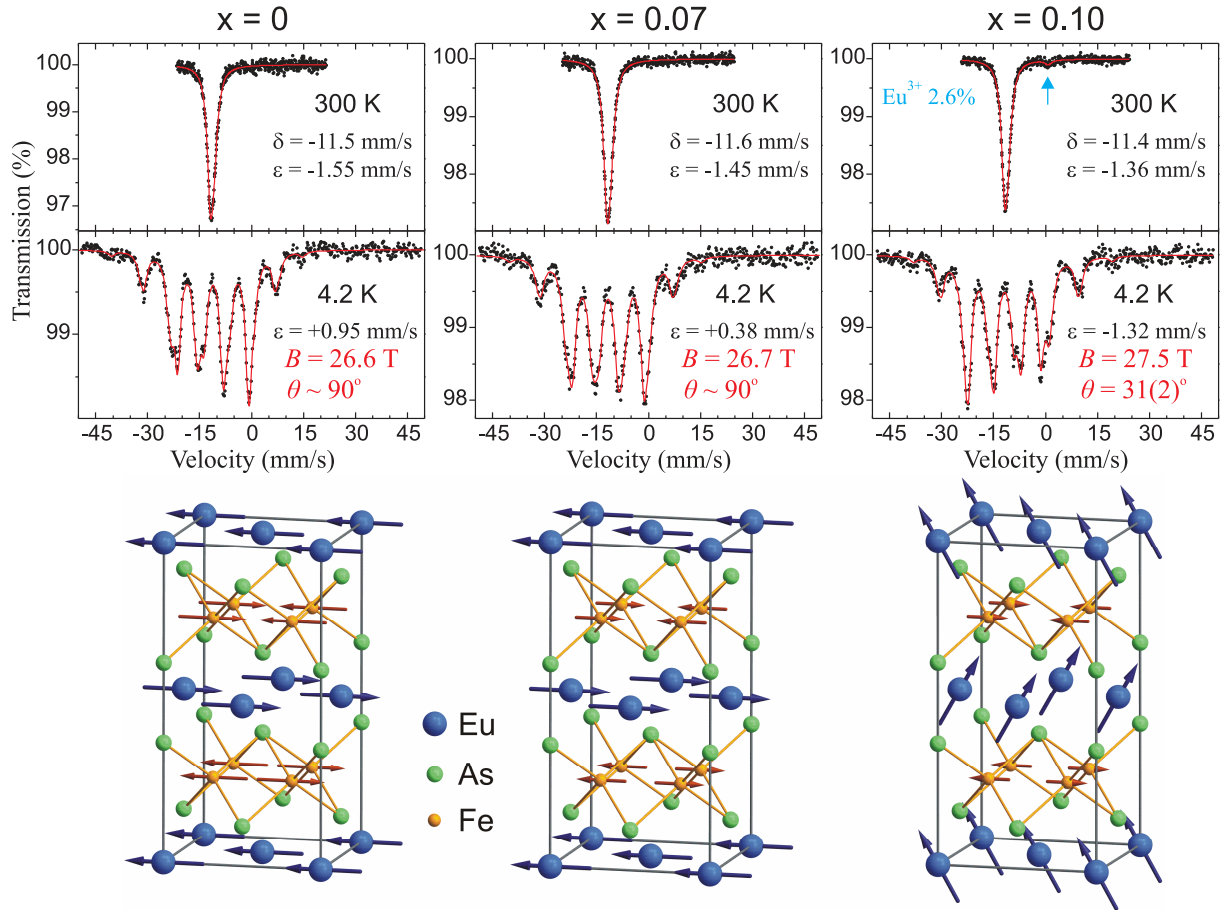 x = 0
x = 0.07
x = 0.10
Transmission (%)
100
99
98
97
96.
300 K
δ = -11.5 mm/s
ε = -1.55 mm/s
100
99
98
300 K
δ = -11.6 mm/s
ε = -1.45 mm/s
100
99
98
Eu³⁺ 2.6%
300 K
δ = -11.4 mm/s
ε = -1.36 mm/s
100
99
4.2 K
ε = +0.95 mm/s
B = 26.6 T
θ ~ 90°
-45 -30 -15 0 15 30 45
Velocity (mm/s)
100
99
98
4.2 K
ε = +0.38 mm/s
B = 26.7 T
θ ~ 90°
-45 -30 -15 0 15 30 45
Velocity (mm/s)
100
99
98
4.2 K
ε = -1.32 mm/s
B = 27.5 T
θ = 31(2)°
-45 -30 -15 0 15 30 45
Velocity (mm/s)
Eu
As
Fe